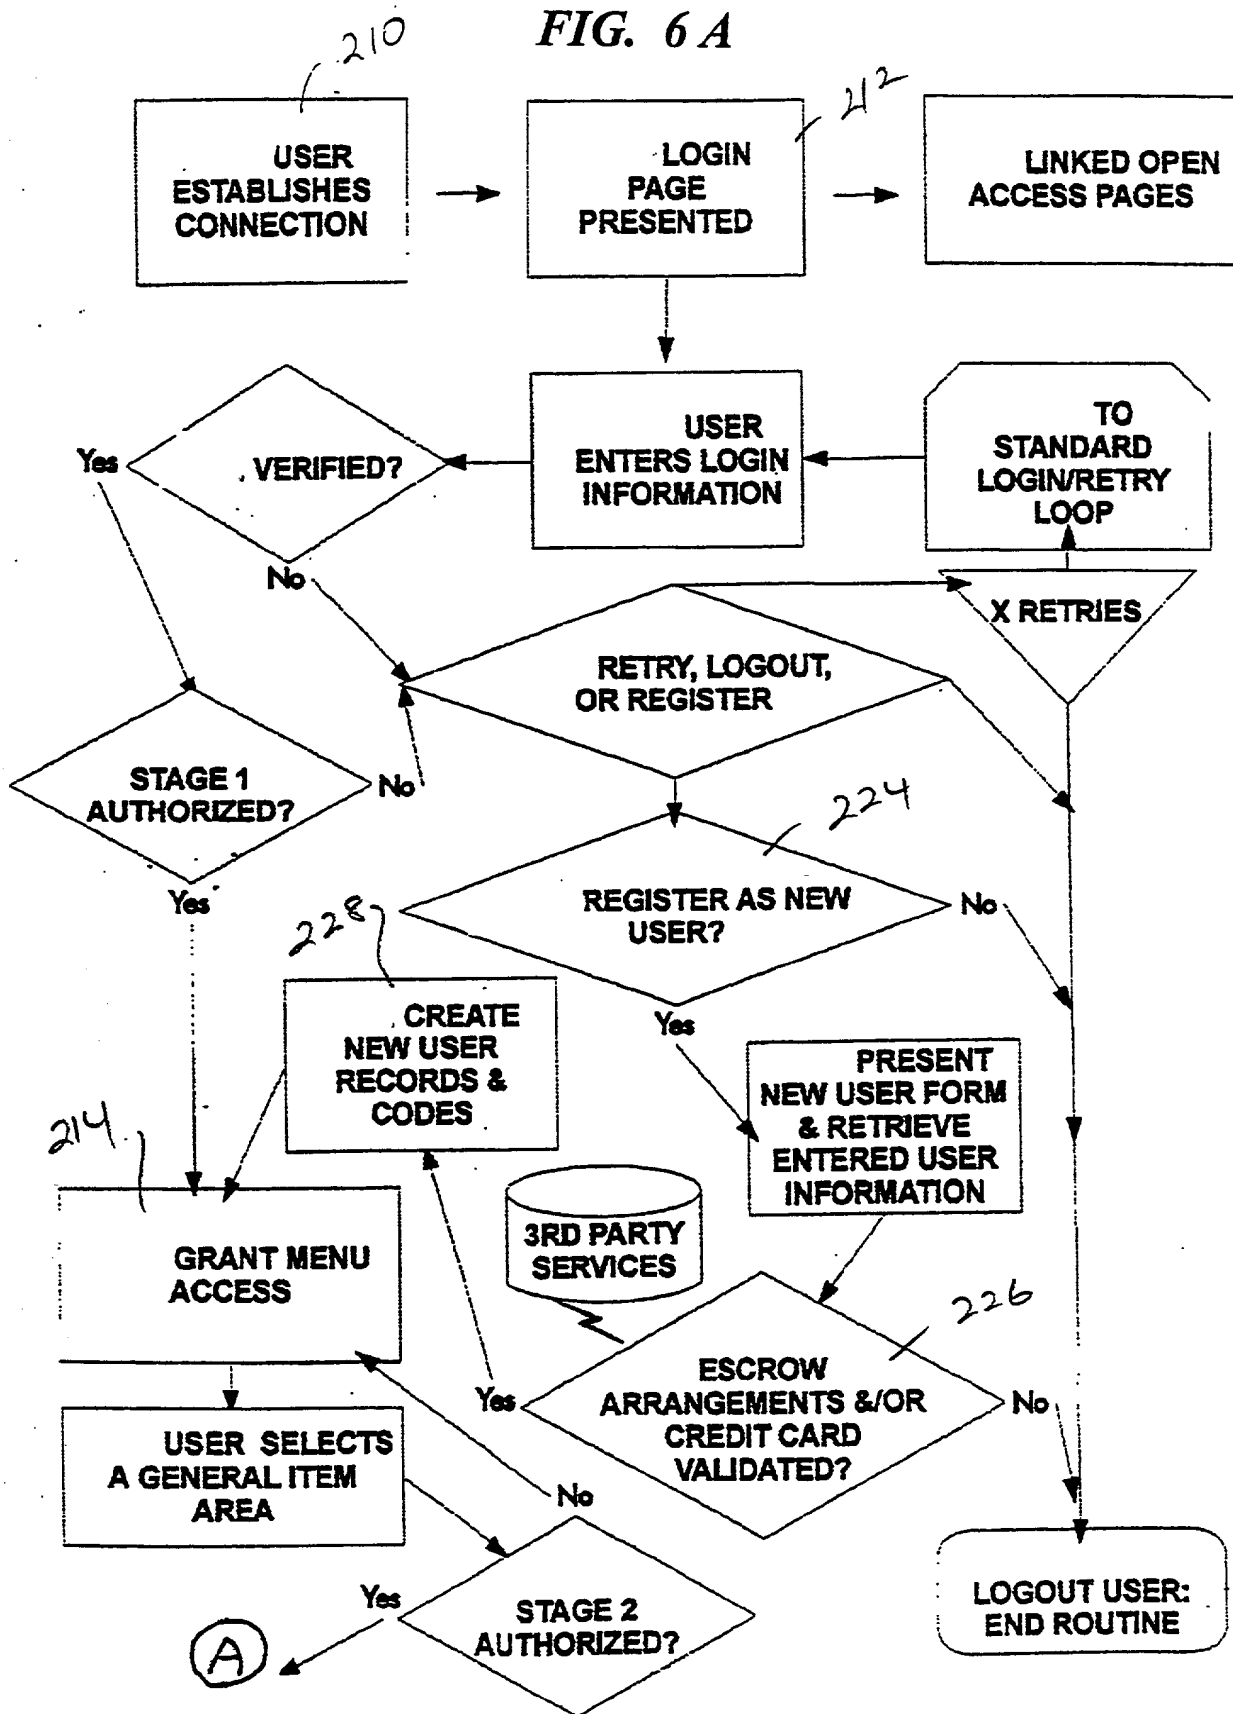 FIG. 6 A
210
212
USER
ESTABLISHES
CONNECTION
LOGIN
PAGE
PRESENTED
LINKED OPEN
ACCESS PAGES
Yes
VERIFIED?
No
USER
ENTERS LOGIN
INFORMATION
TO
STANDARD
LOGIN/RETRY
LOOP
X RETRIES
RETRY, LOGOUT,
OR REGISTER
STAGE 1
AUTHORIZED?
No
Yes
224
REGISTER AS NEW
USER?
No
Yes
228
CREATE
NEW USER
RECORDS &
CODES
PRESENT
NEW USER FORM
& RETRIEVE
ENTERED USER
INFORMATION
214
GRANT MENU
ACCESS
3RD PARTY
SERVICES
226
ESCROW
ARRANGEMENTS &/OR
CREDIT CARD
VALIDATED?
Yes
No
USER SELECTS
A GENERAL ITEM
AREA
No
STAGE 2
AUTHORIZED?
Yes
A
LOGOUT USER:
END ROUTINE